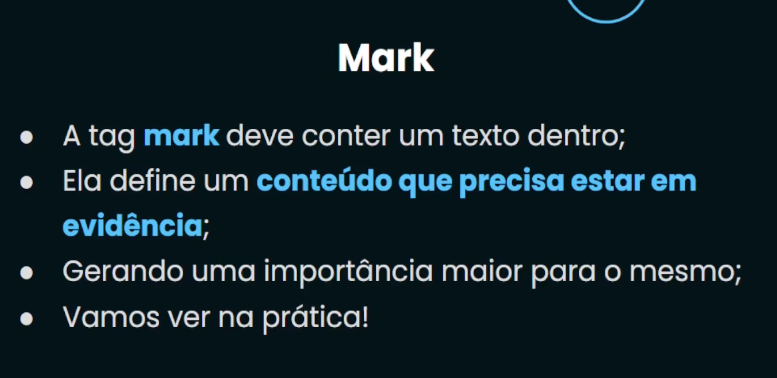 Mark
● A tag mark deve conter um texto dentro;
● Ela define um conteúdo que precisa estar em
evidência;
● Gerando uma importância maior para o mesmo;
● Vamos ver na prática!